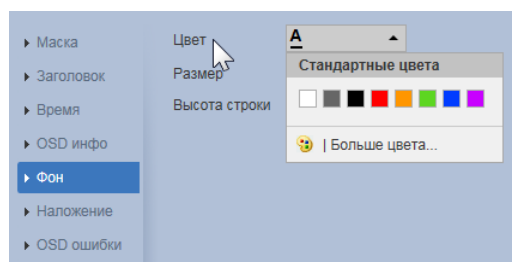 Маска
Заголовок
Время
OSD инфо
Фон
Наложение
OSD ошибки
Цвет
Размер
Высота строки
A
Стандартные цвета
| Больше цвета...